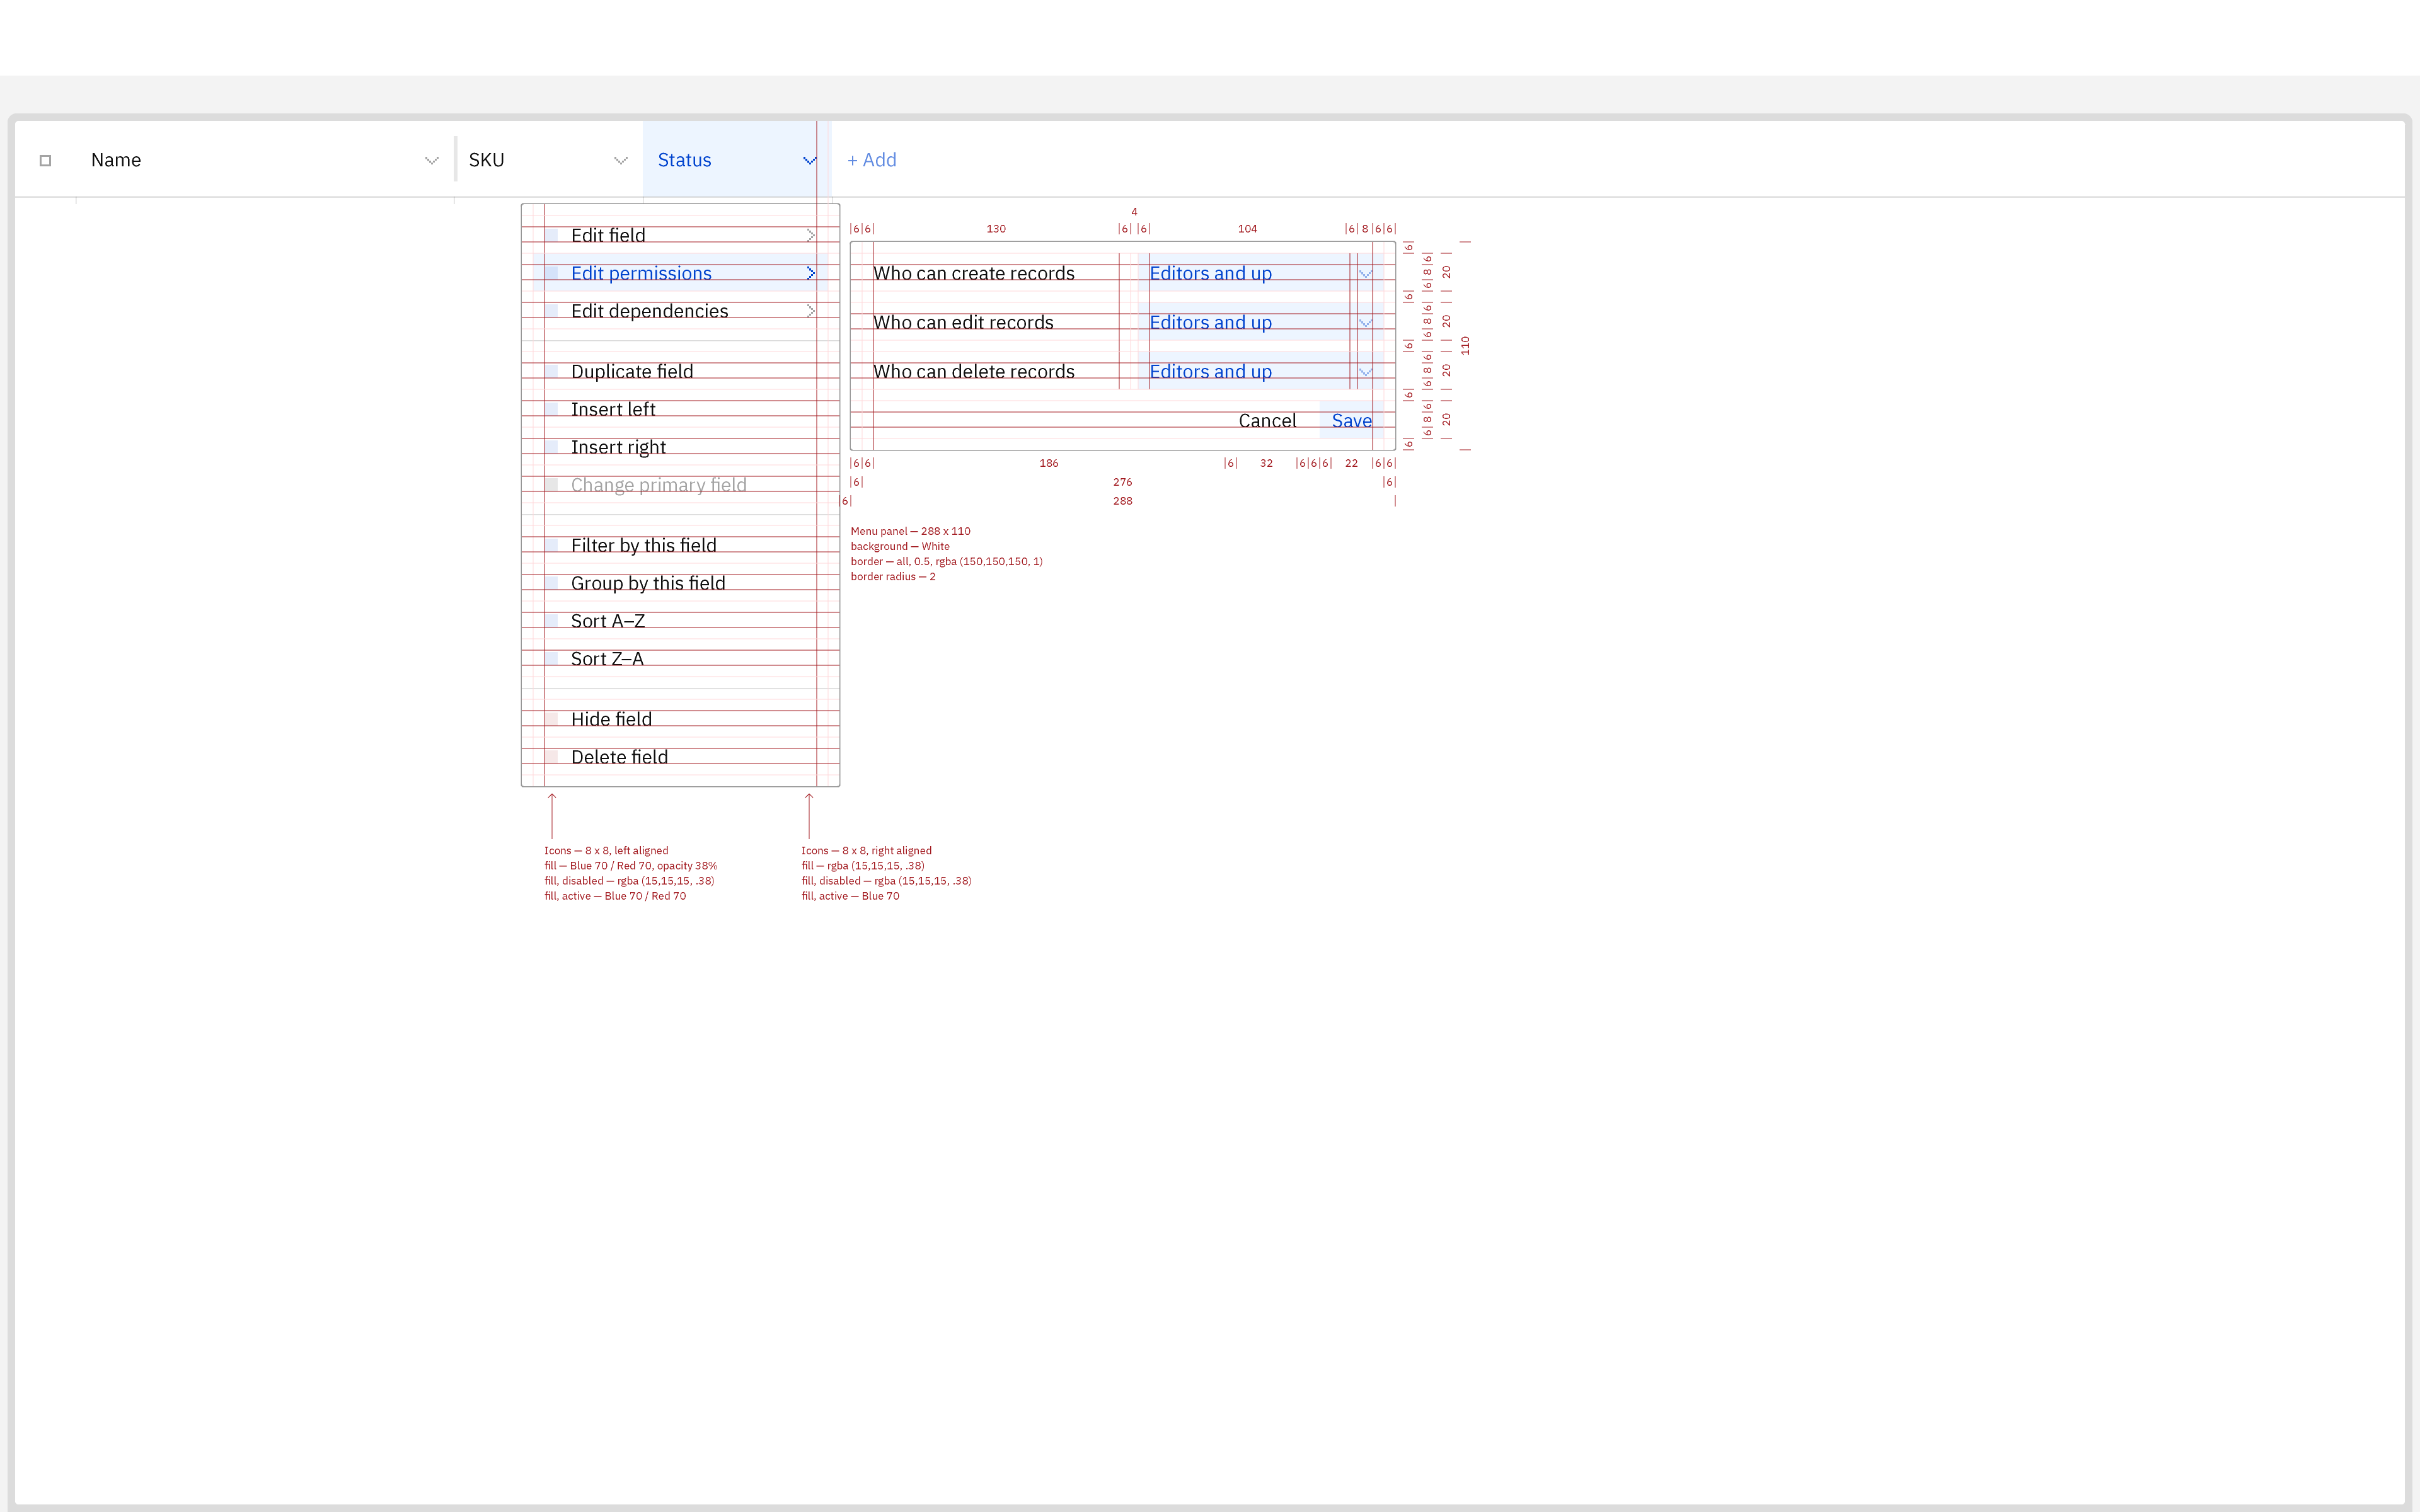 Name
SKU
Status
+ Add
Edit field
Edit permissions
Edit dependencies
Duplicate field
Insert left
Insert right
Change primary field
Filter by this field
Group by this field
Sort A–Z
Sort Z–A
Hide field
Delete field
4
6 6 130 6 6 104 6 8 6 6
Who can create records Editors and up
Who can edit records Editors and up
Who can delete records Editors and up
Cancel Save
6 6 6 6 6
6 8 6 6 8 6 6 8 6 6 8 6
20 20 20 20
110
6 6 186 6 32 6 6 6 22 6 6
6 276 6
6 288
Menu panel — 288 x 110
background — White
border — all, 0.5, rgba (150,150,150, 1)
border radius — 2
Icons — 8 x 8, left aligned
fill — Blue 70 / Red 70, opacity 38%
fill, disabled — rgba (15,15,15, .38)
fill, active — Blue 70 / Red 70
Icons — 8 x 8, right aligned
fill — rgba (15,15,15, .38)
fill, disabled — rgba (15,15,15, .38)
fill, active — Blue 70